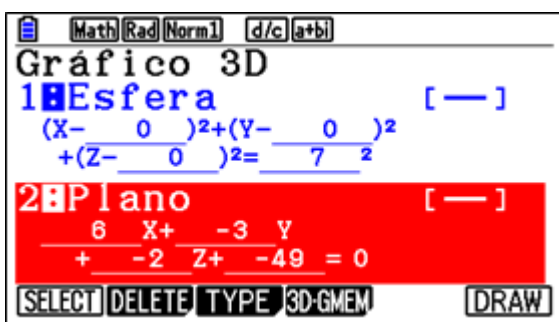 Math Rad Norm1 d/c a+bi
Gráfico 3D
1:Esfera [—]
(X- 0 )²+(Y- 0 )²
+(Z- 0 )²= 7 ²
2:Plano [—]
6 X+ -3 Y
+ -2 Z+ -49 = 0
SELECT DELETE TYPE 3D·GMEM DRAW